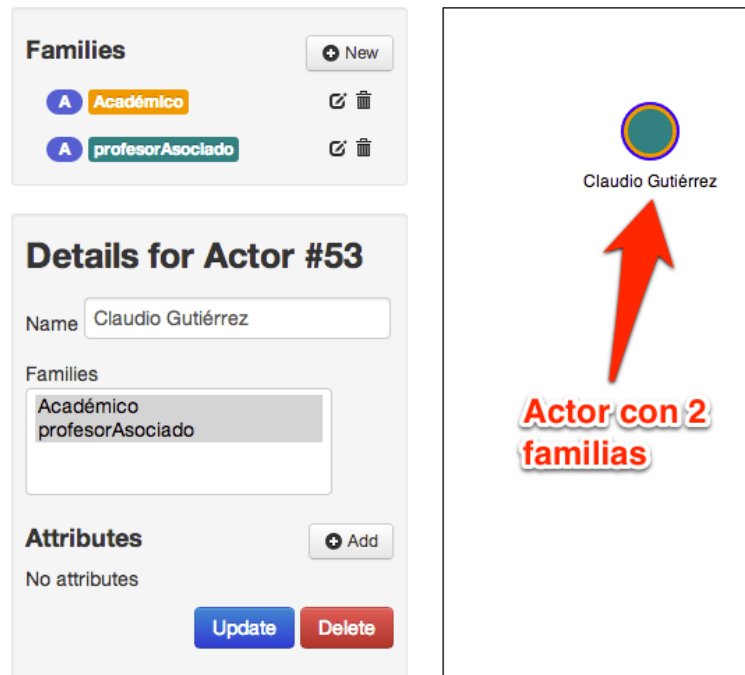 Families
New
A Académico
A profesorAsociado
Details for Actor #53
Name Claudio Gutiérrez
Families
Académico
profesorAsociado
Attributes
Add
No attributes
Update Delete
Claudio Gutiérrez
Actor con 2
familias